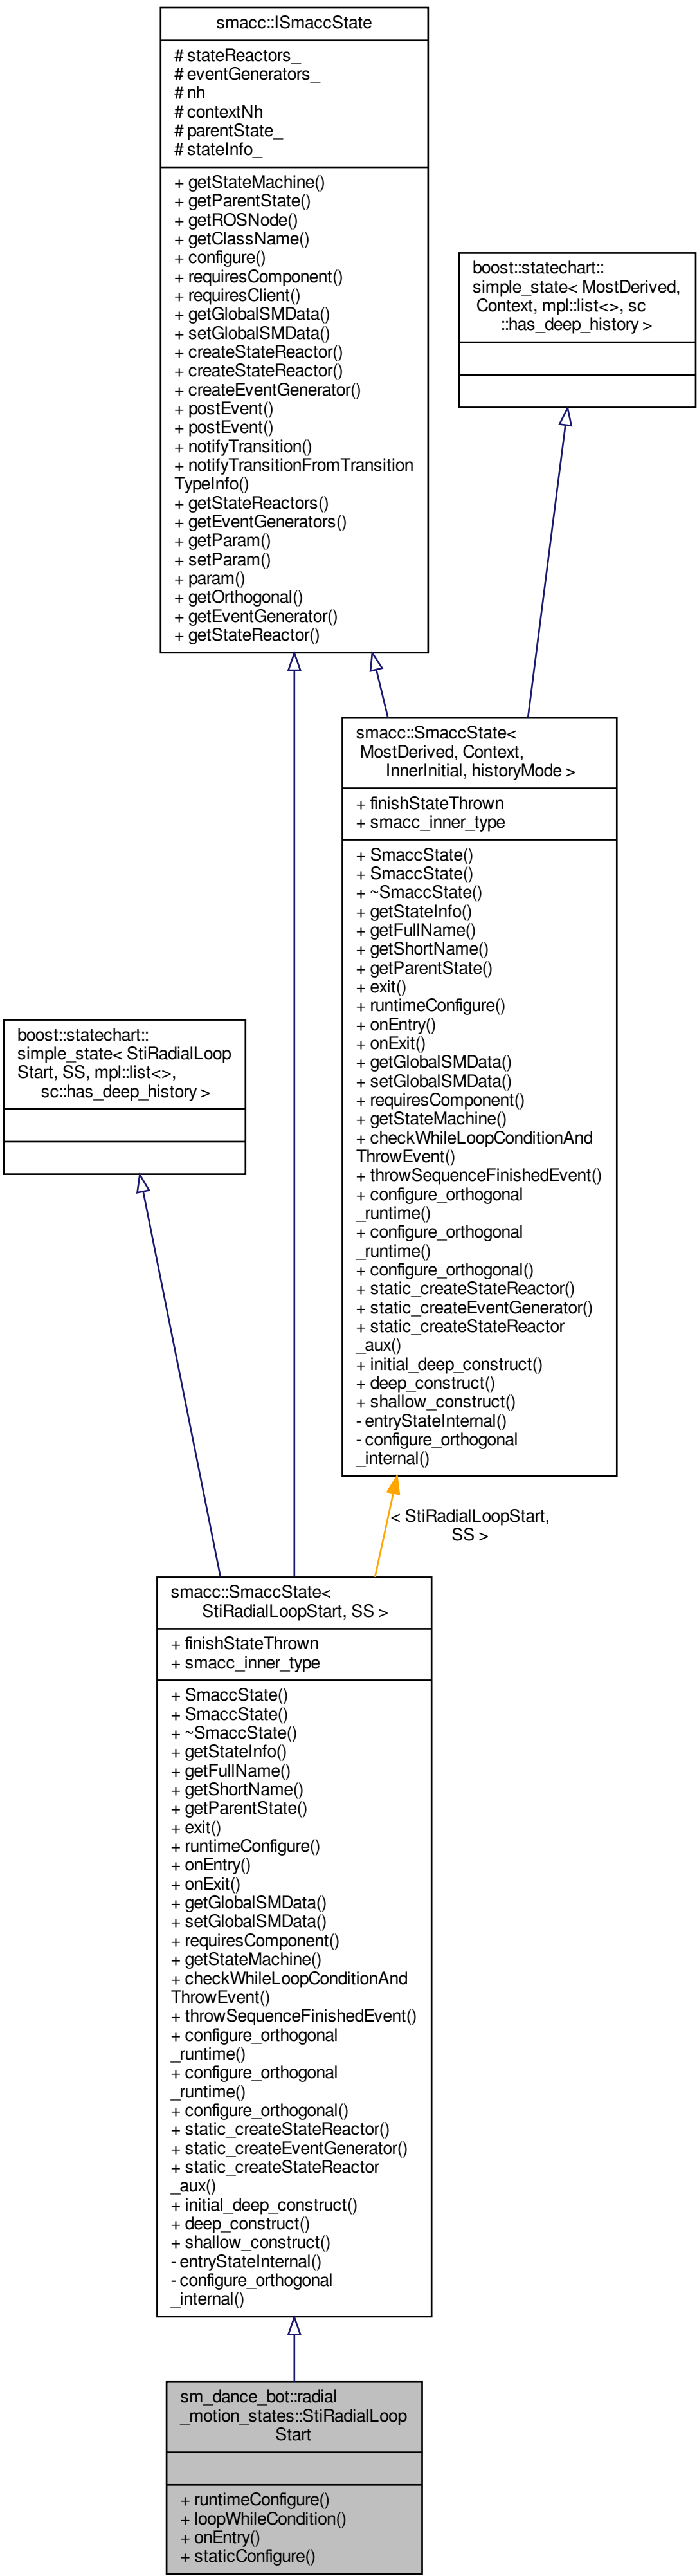 smacc::ISmaccState
# stateReactors_
# eventGenerators_
# nh
# contextNh
# parentState_
# stateInfo_
+ getStateMachine()
+ getParentState()
+ getROSNode()
+ getClassName()
+ configure()
+ requiresComponent()
+ requiresClient()
+ getGlobalSMData()
+ setGlobalSMData()
+ createStateReactor()
+ createStateReactor()
+ createEventGenerator()
+ postEvent()
+ postEvent()
+ notifyTransition()
+ notifyTransitionFromTransition
TypeInfo()
+ getStateReactors()
+ getEventGenerators()
+ getParam()
+ setParam()
+ param()
+ getOrthogonal()
+ getEventGenerator()
+ getStateReactor()
boost::statechart::
simple_state< MostDerived,
Context, mpl::list<>, sc
::has_deep_history >
smacc::SmaccState<
MostDerived, Context,
InnerInitial, historyMode >
+ finishStateThrown
+ smacc_inner_type
+ SmaccState()
+ SmaccState()
+ ~SmaccState()
+ getStateInfo()
+ getFullName()
+ getShortName()
+ getParentState()
+ exit()
+ runtimeConfigure()
+ onEntry()
+ onExit()
+ getGlobalSMData()
+ setGlobalSMData()
+ requiresComponent()
+ getStateMachine()
+ checkWhileLoopConditionAnd
ThrowEvent()
+ throwSequenceFinishedEvent()
+ configure_orthogonal
_runtime()
+ configure_orthogonal
_runtime()
+ configure_orthogonal()
+ static_createStateReactor()
+ static_createEventGenerator()
+ static_createStateReactor
_aux()
+ initial_deep_construct()
+ deep_construct()
+ shallow_construct()
- entryStateInternal()
- configure_orthogonal
_internal()
boost::statechart::
simple_state< StiRadialLoop
Start, SS, mpl::list<>,
sc::has_deep_history >
< StiRadialLoopStart,
SS >
smacc::SmaccState<
StiRadialLoopStart, SS >
+ finishStateThrown
+ smacc_inner_type
+ SmaccState()
+ SmaccState()
+ ~SmaccState()
+ getStateInfo()
+ getFullName()
+ getShortName()
+ getParentState()
+ exit()
+ runtimeConfigure()
+ onEntry()
+ onExit()
+ getGlobalSMData()
+ setGlobalSMData()
+ requiresComponent()
+ getStateMachine()
+ checkWhileLoopConditionAnd
ThrowEvent()
+ throwSequenceFinishedEvent()
+ configure_orthogonal
_runtime()
+ configure_orthogonal
_runtime()
+ configure_orthogonal()
+ static_createStateReactor()
+ static_createEventGenerator()
+ static_createStateReactor
_aux()
+ initial_deep_construct()
+ deep_construct()
+ shallow_construct()
- entryStateInternal()
- configure_orthogonal
_internal()
sm_dance_bot::radial
_motion_states::StiRadialLoop
Start
+ runtimeConfigure()
+ loopWhileCondition()
+ onEntry()
+ staticConfigure()